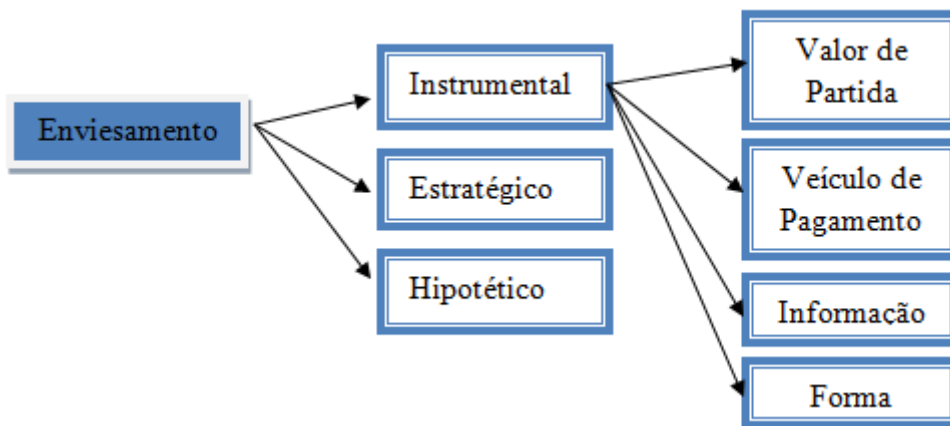 Enviesamento
Instrumental
Estratégico
Hipotético
Valor de
Partida
Veículo de
Pagamento
Informação
Forma